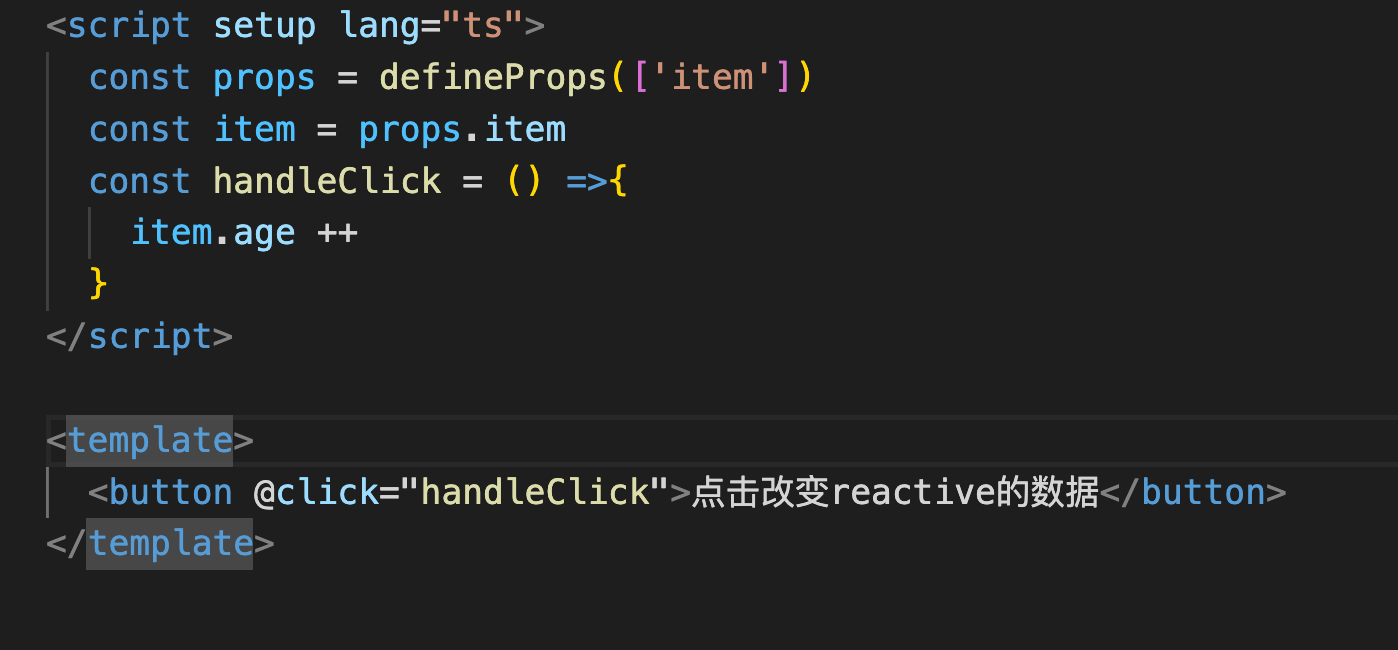 <script setup lang="ts">
const props = defineProps(['item'])
const item = props.item
const handleClick = () =>{
item.age ++
}
</script>
<template>
<button @click="handleClick">点击改变reactive的数据</button>
</template>